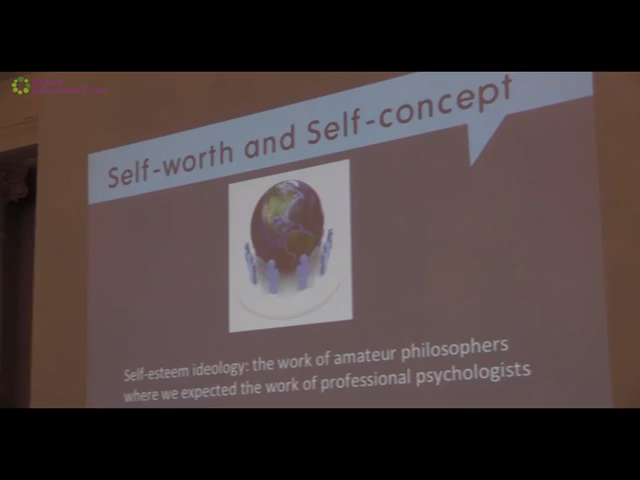 Self-worth and Self-concept
Self-esteem ideology: the work of amateur philosophers
where we expected the work of professional psychologists